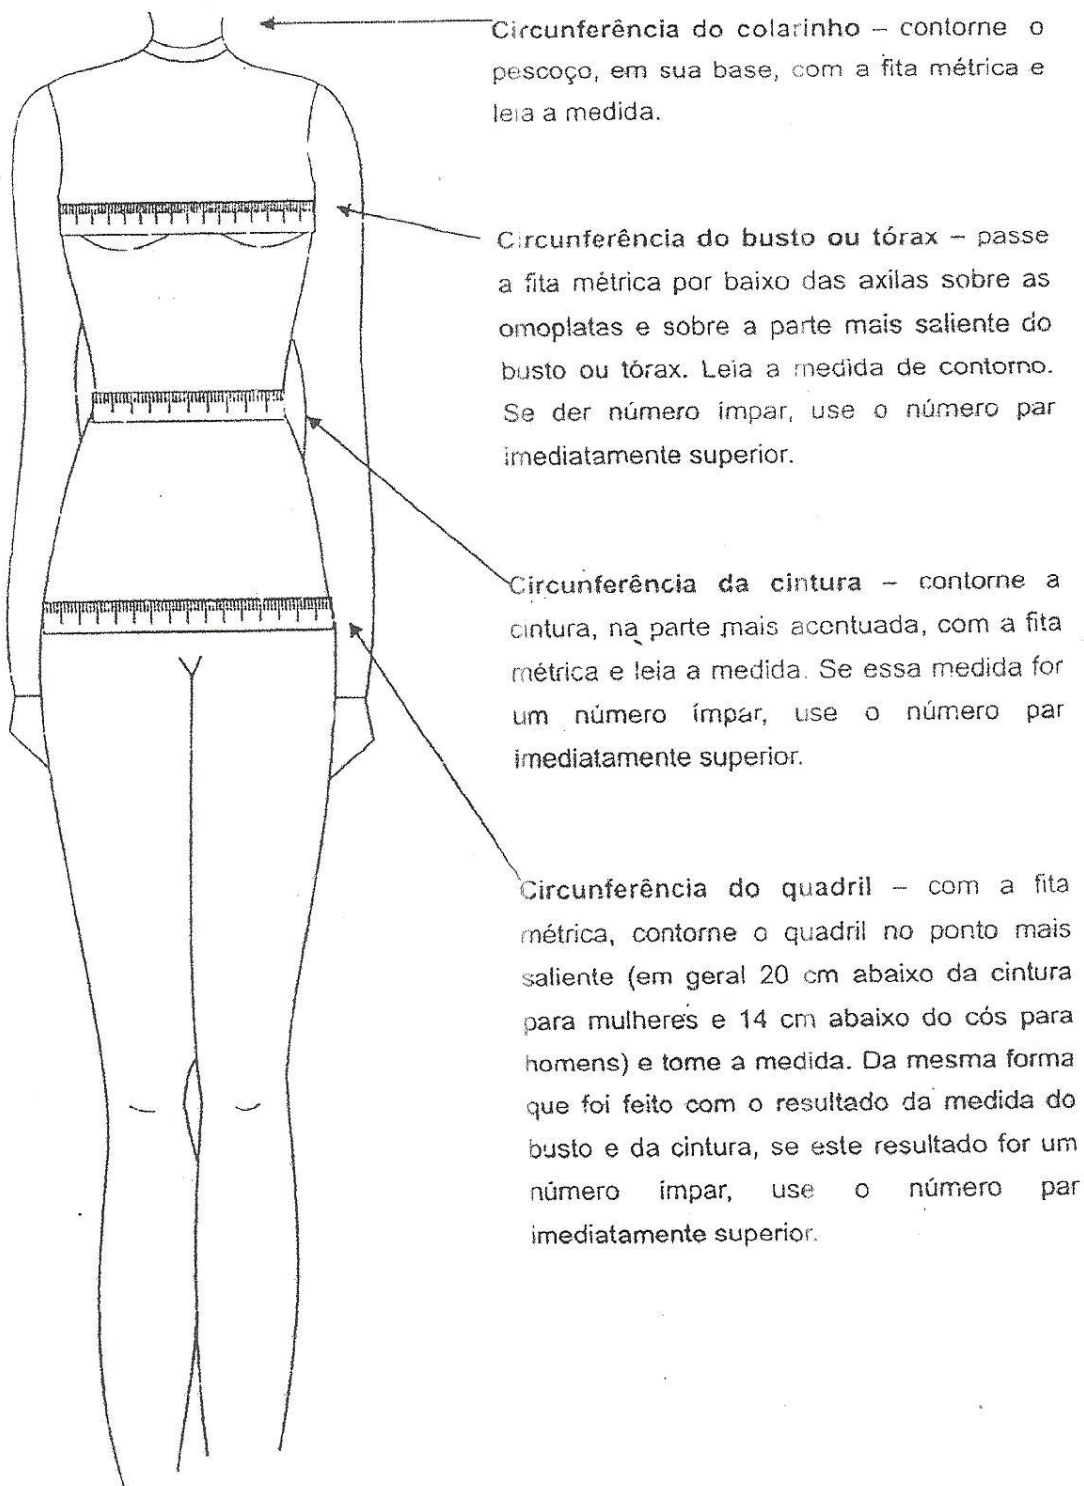 Circunferência do colarinho – contorne o
pescoço, em sua base, com a fita métrica e
leia a medida.
Circunferência do busto ou tórax – passe
a fita métrica por baixo das axilas sobre as
omoplatas e sobre a parte mais saliente do
busto ou tórax. Leia a medida de contorno.
Se der número ímpar, use o número par
imediatamente superior.
Circunferência da cintura – contorne a
cintura, na parte mais acentuada, com a fita
métrica e leia a medida. Se essa medida for
um número ímpar, use o número par
imediatamente superior.
Circunferência do quadril – com a fita
métrica, contorne o quadril no ponto mais
saliente (em geral 20 cm abaixo da cintura
para mulheres e 14 cm abaixo do cós para
homens) e tome a medida. Da mesma forma
que foi feito com o resultado da medida do
busto e da cintura, se este resultado for um
número ímpar, use o número par
imediatamente superior.